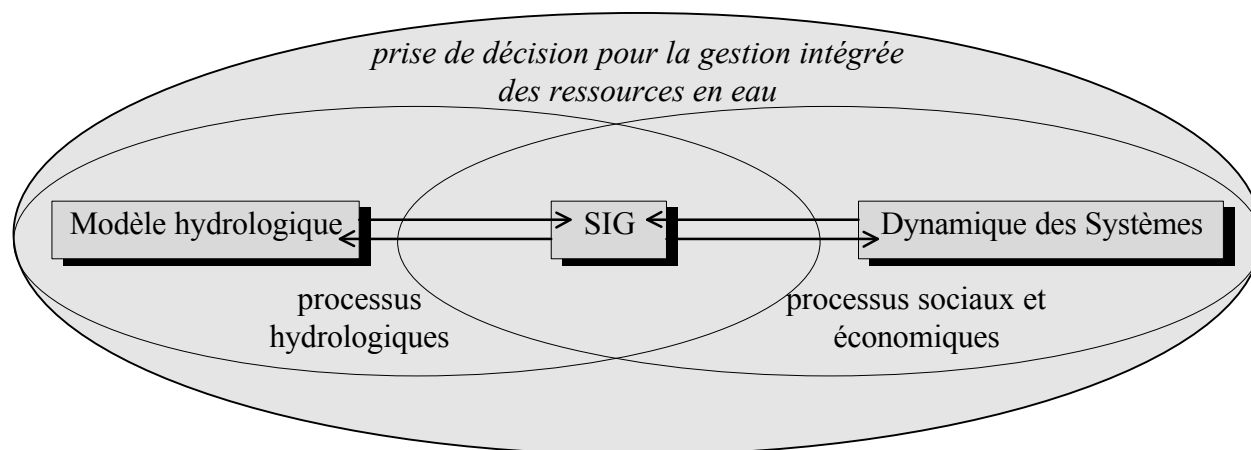 prise de décision pour la gestion intégrée
des ressources en eau
Modèle hydrologique
SIG
Dynamique des Systèmes
processus
hydrologiques
processus sociaux et
économiques